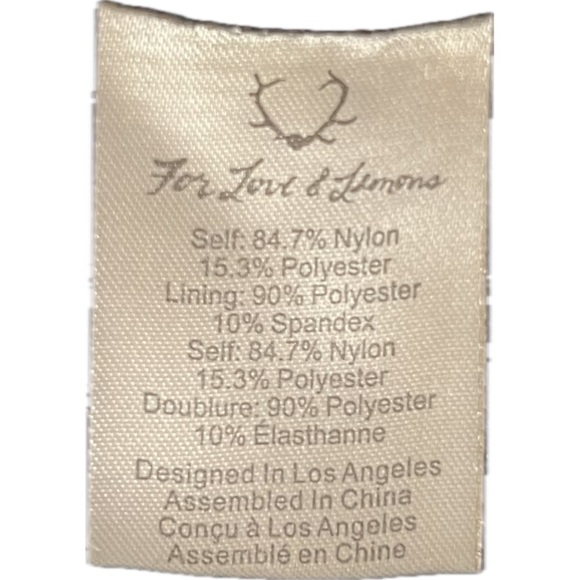 For Love & Lemons
Self: 84.7% Nylon
15.3% Polyester
Lining: 90% Polyester
10% Spandex
Self: 84.7% Nylon
15.3% Polyester
Doublure: 90% Polyester
10% Élasthanne
Designed In Los Angeles
Assembled In China
Conçu à Los Angeles
Assemblé en Chine